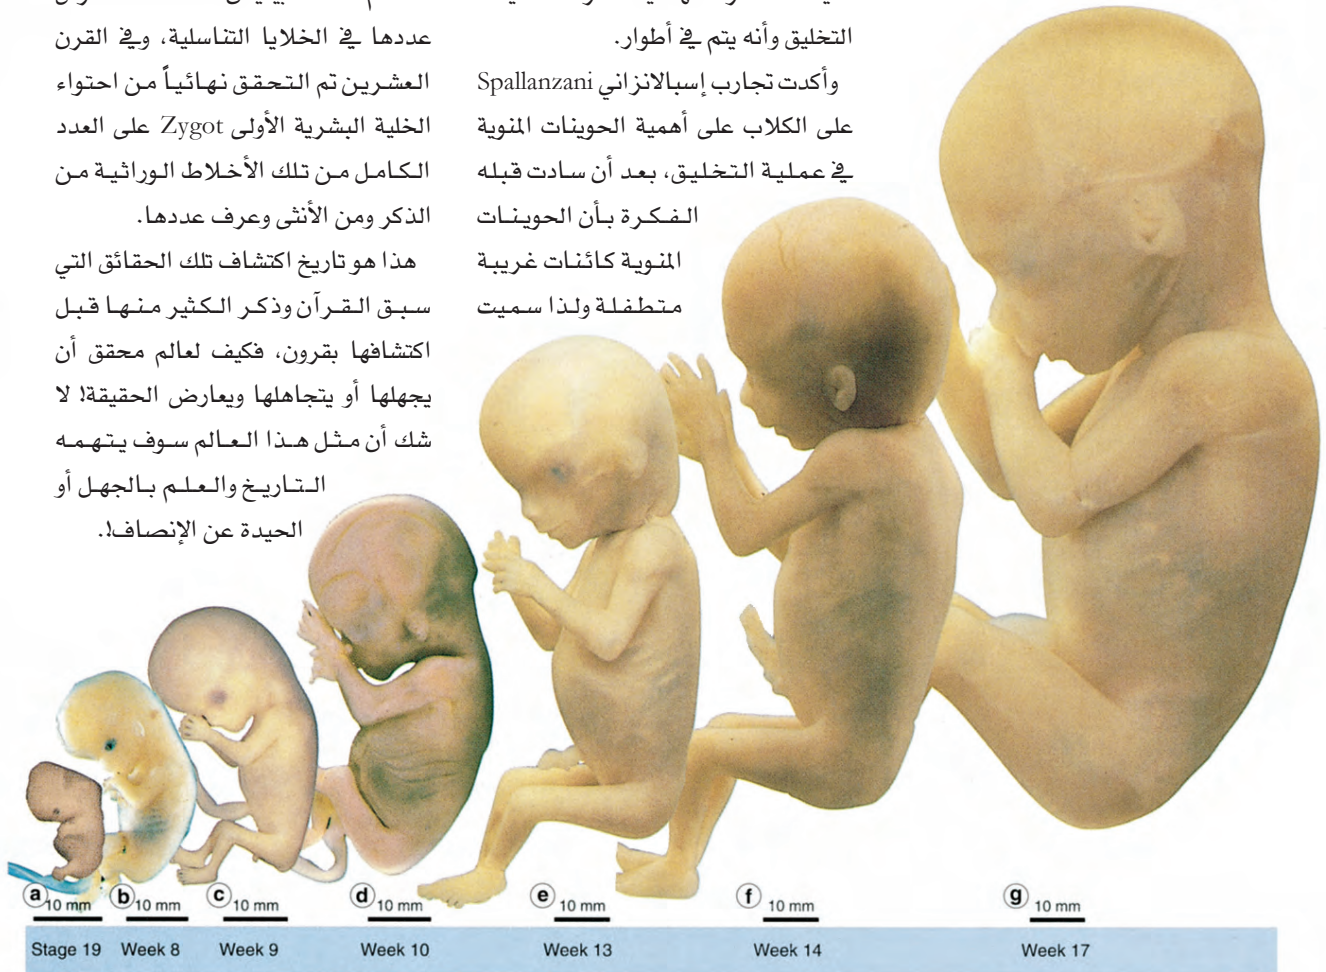 التخليق وأنه يتم في أطوار.
وأكدت تجارب إسبالانزاني Spallanzani
على الكلاب على أهمية الحوينات المنوية
في عملية التخليق، بعد أن سادت قبله
الفكرة بأن الحوينات
المنوية كائنات غريبة
متطفلة ولذا سميت
عددها في الخلايا التناسلية، وفي القرن
العشرين تم التحقق نهائياً من احتواء
الخلية البشرية الأولى Zygot على العدد
الكامل من تلك الأخلاط الوراثية من
الذكر ومن الأنثى وعرف عددها.
هذا هو تاريخ اكتشاف تلك الحقائق التي
سبق القرآن وذكر الكثير منها قبل
اكتشافها بقرون، فكيف لعالم محقق أن
يجهلها أو يتجاهلها ويعارض الحقيقة! لا
شك أن مثل هذا العالم سوف يتهمه
التاريخ والعلم بالجهل أو
الحيدة عن الإنصاف!.
a 10 mm b 10 mm c 10 mm d 10 mm e 10 mm f 10 mm g 10 mm
Stage 19 Week 8 Week 9 Week 10 Week 13 Week 14 Week 17